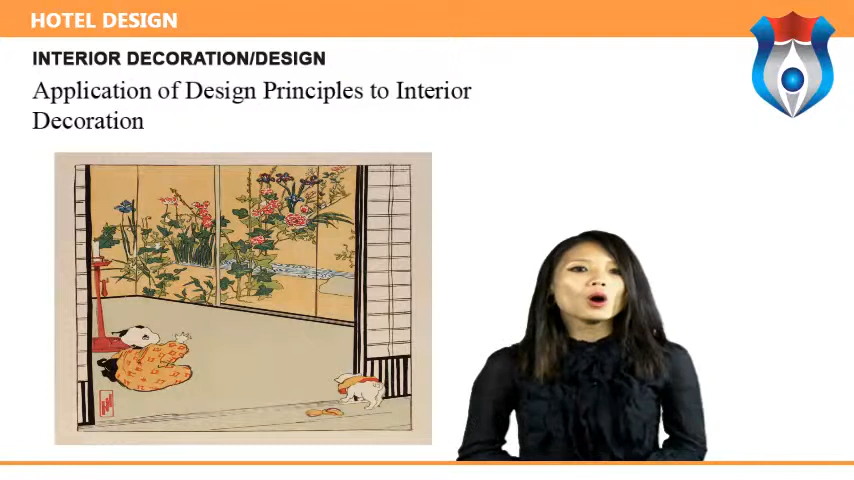 HOTEL DESIGN
INTERIOR DECORATION/DESIGN
Application of Design Principles to Interior
Decoration